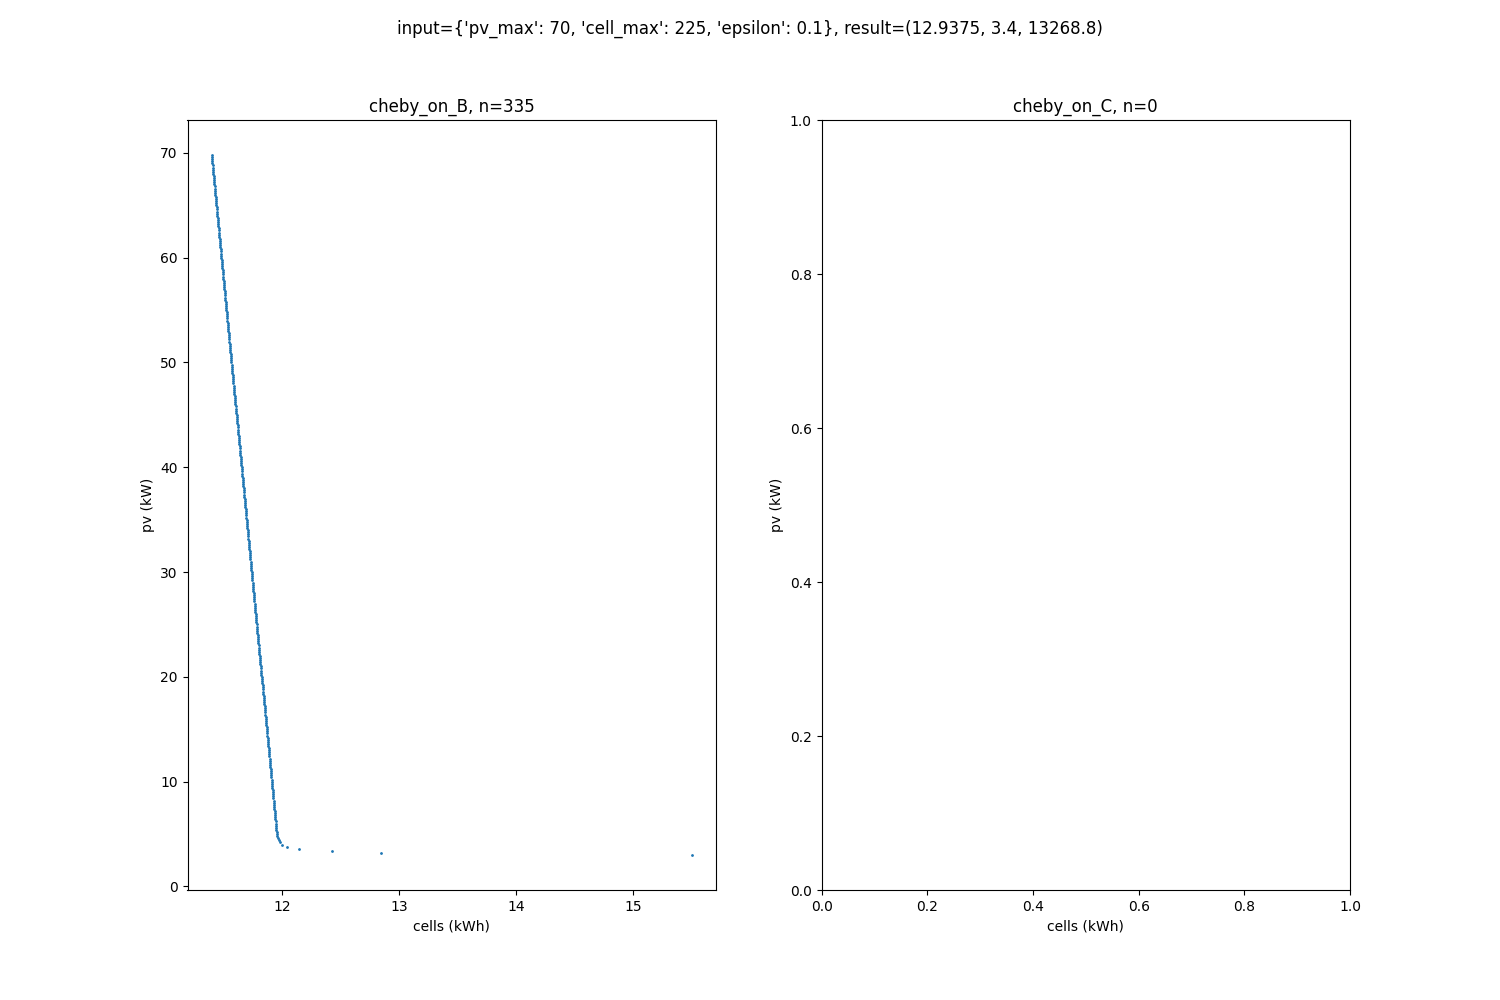 input={'pv_max': 70, 'cell_max': 225, 'epsilon': 0.1}, result=(12.9375, 3.4, 13268.8)
cheby_on_B, n=335
70
60
50
40
30
20
10
0
pv (kW)
12 13 14 15
cells (kWh)
cheby_on_C, n=0
1.0
0.8
0.6
0.4
0.2
0.0
pv (kW)
0.0 0.2 0.4 0.6 0.8 1.0
cells (kWh)